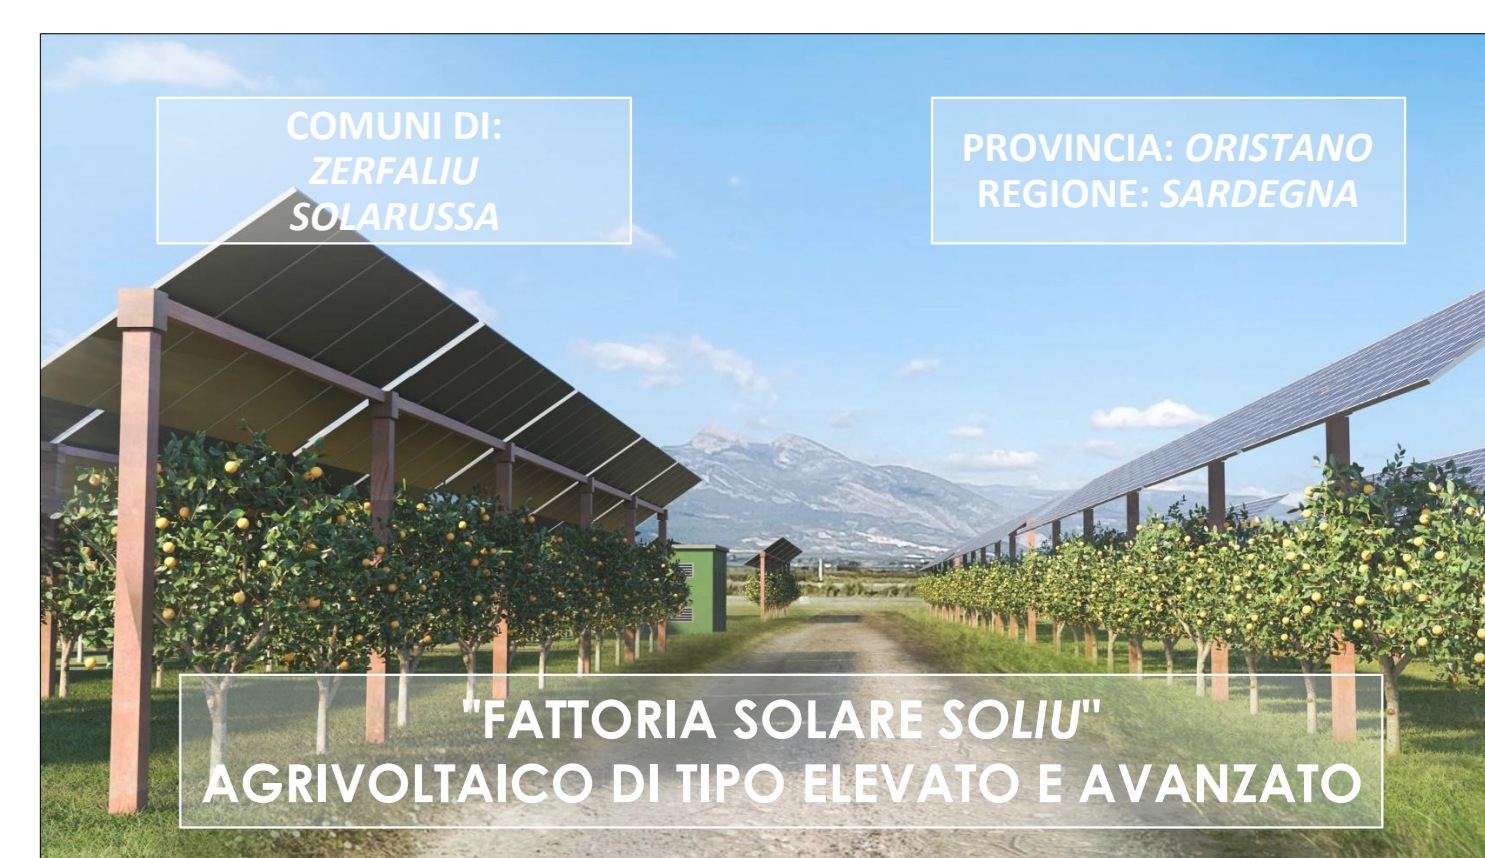 COMUNI DI:
ZERFALIU
SOLARUSSA
PROVINCIA: ORISTANO
REGIONE: SARDEGNA
"FATTORIA SOLARE SOLIU"
AGRIVOLTAICO DI TIPO ELEVATO E AVANZATO